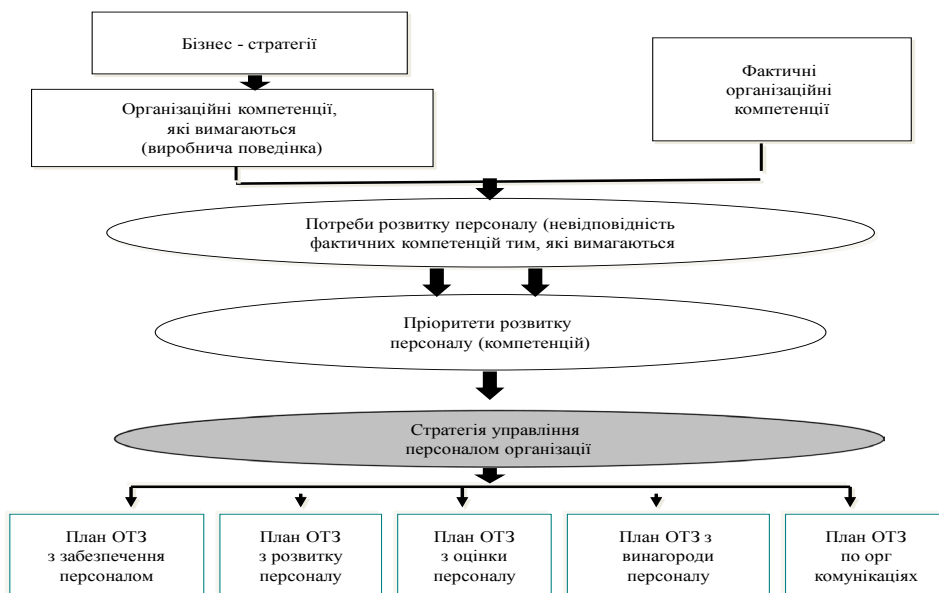 Бізнес - стратегії
Фактичні
організаційні
компетенції
Організаційні компетенції,
які вимагаються
(виробнича поведінка)
Потреби розвитку персоналу (невідповідність
фактичних компетенцій тим, які вимагаються
Пріоритети розвитку
персоналу (компетенцій)
Стратегія управління
персоналом організації
План ОТЗ
з забезпечення
персоналом
План ОТЗ
з розвитку
персоналу
План ОТЗ
з оцінки
персоналу
План ОТЗ з
винагороди
персоналу
План ОТЗ
по орг
комунікаціях